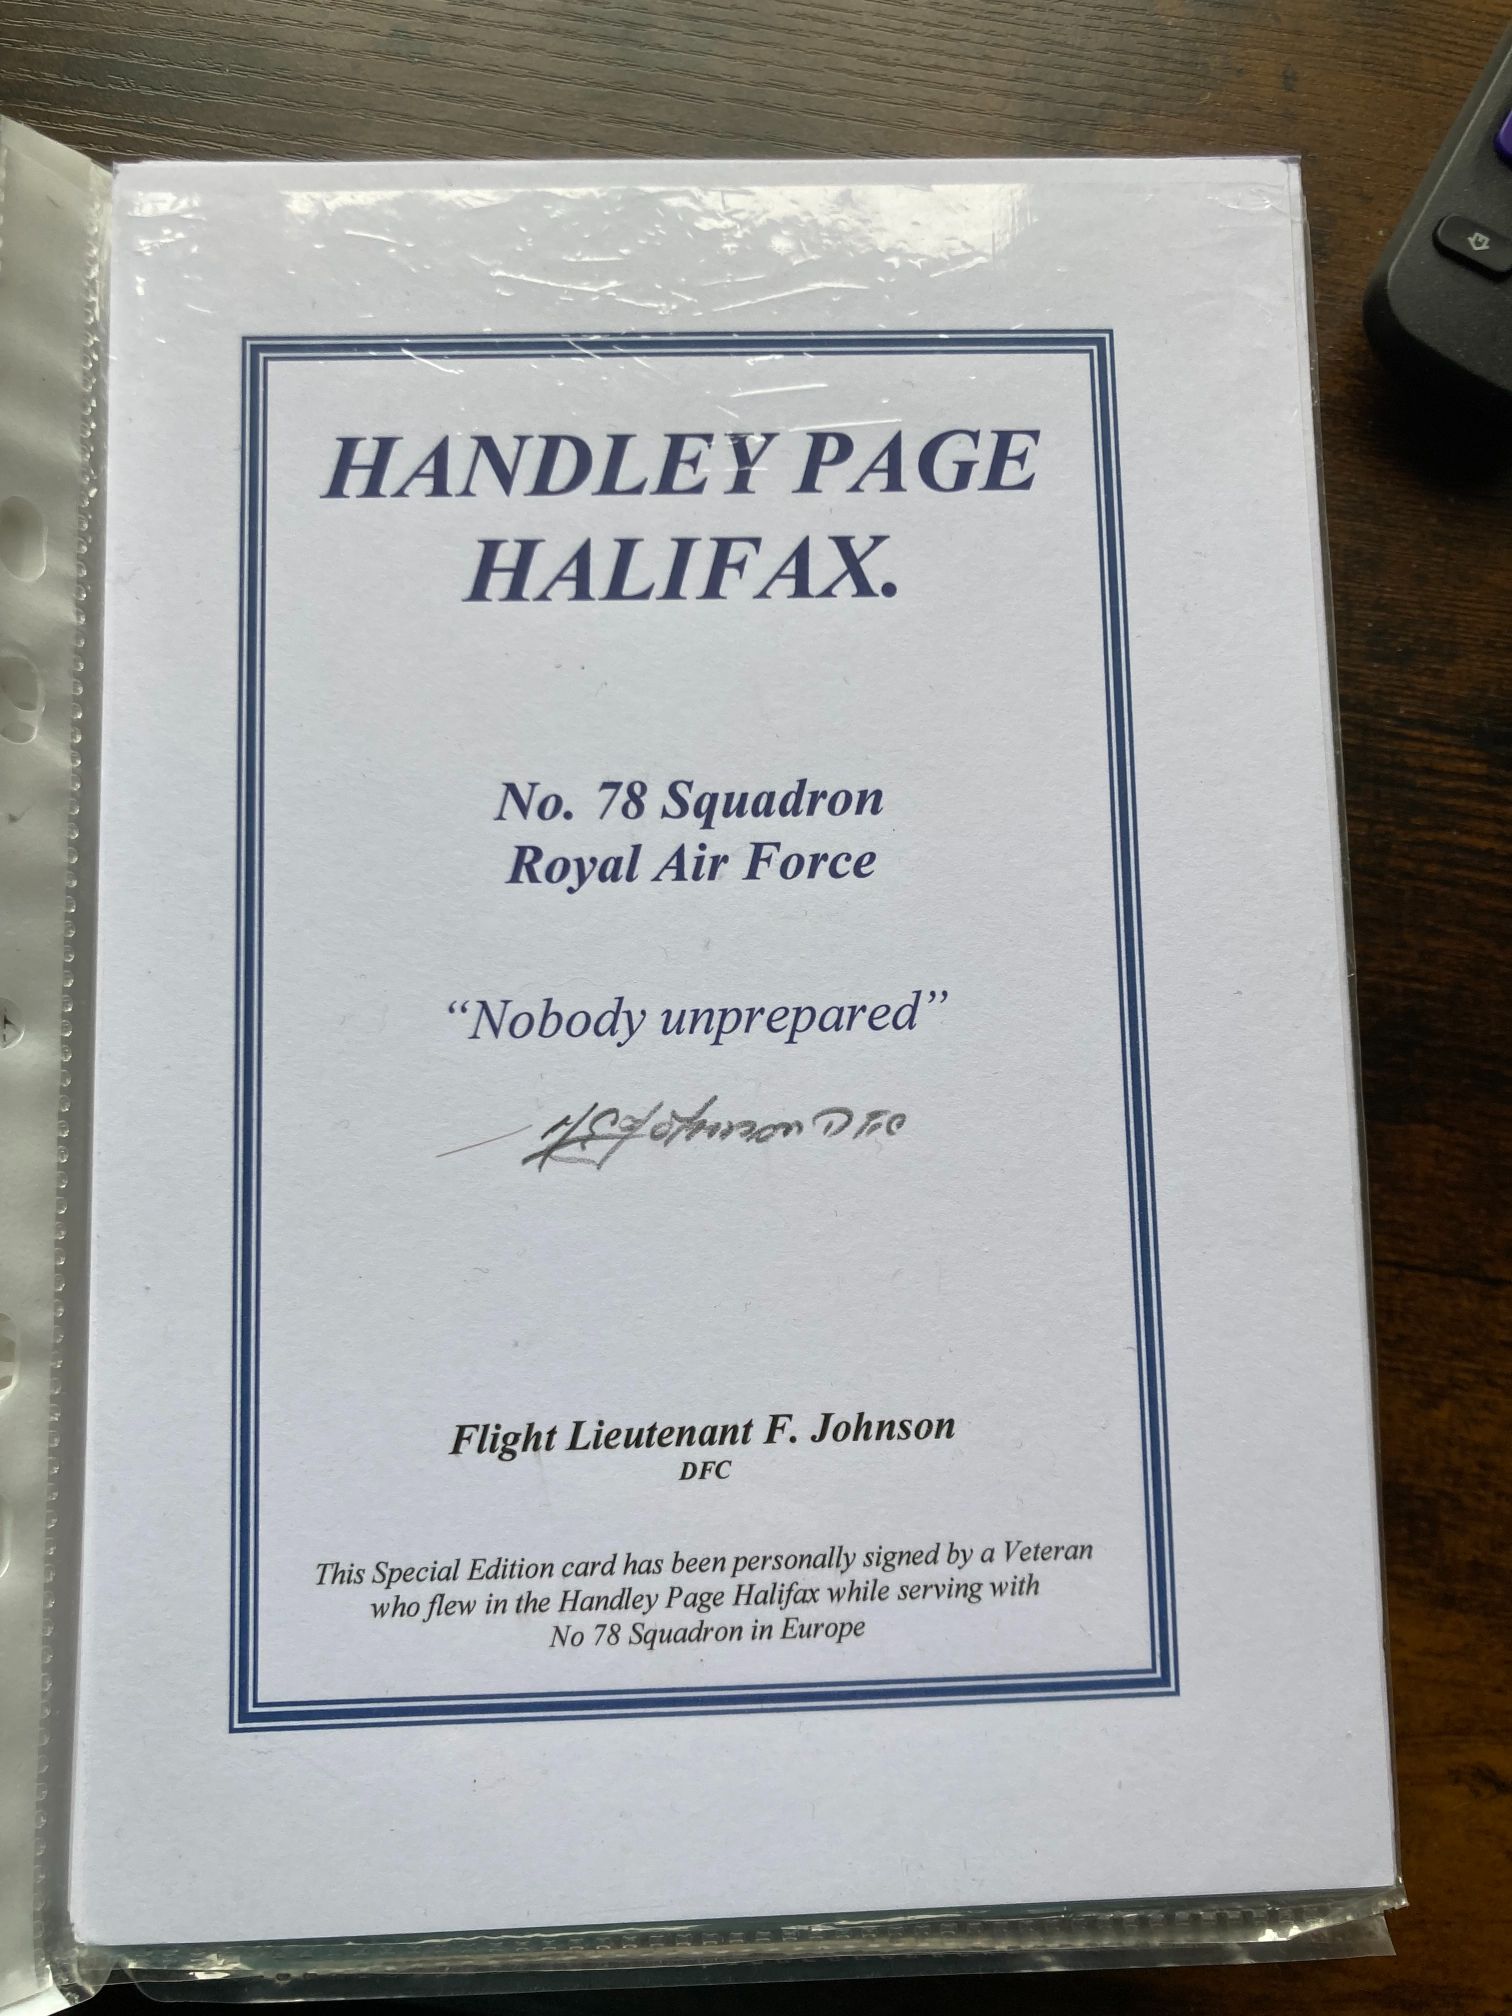 HANDLEY PAGE
HALIFAX.
No. 78 Squadron
Royal Air Force
“Nobody unprepared”
Johnson DFC
Flight Lieutenant F. Johnson
DFC
This Special Edition card has been personally signed by a Veteran
who flew in the Handley Page Halifax while serving with
No 78 Squadron in Europe